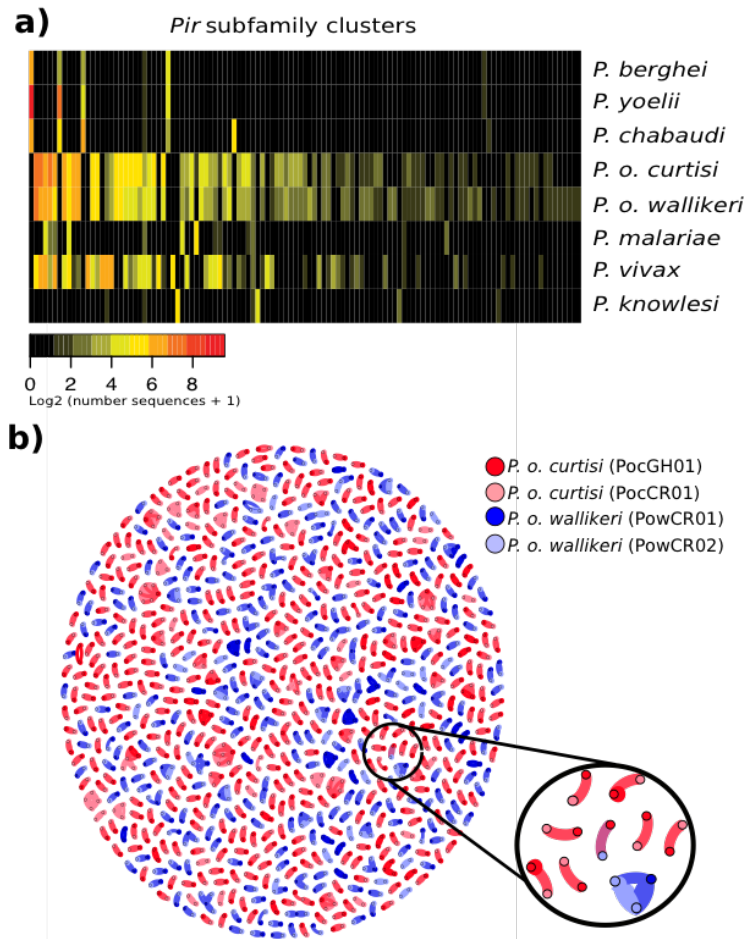 a)
Pir subfamily clusters
P. berghei
P. yoelii
P. chabaudi
P. o. curtisi
P. o. wallikeri
P. malariae
P. vivax
P. knowlesi
0 2 4 6 8
Log2 (number sequences + 1)
b)
P. o. curtisi (PocGH01)
P. o. curtisi (PocCR01)
P. o. wallikeri (PowCR01)
P. o. wallikeri (PowCR02)